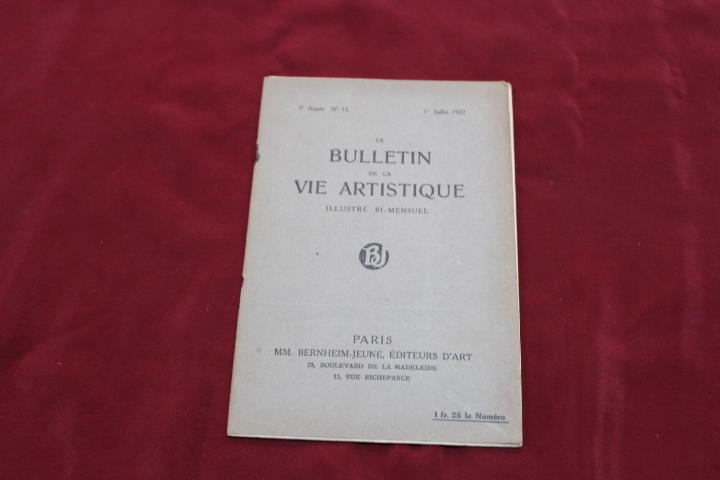 3e Année. N° 13. 1er Juillet 1922
LE
BULLETIN
DE LA
VIE ARTISTIQUE
ILLUSTRÉ BI-MENSUEL
BJ
PARIS
MM. BERNHEIM-JEUNE, ÉDITEURS D'ART
25, BOULEVARD DE LA MADELEINE
15, RUE RICHEPANCE
1 fr. 25 le Numéro